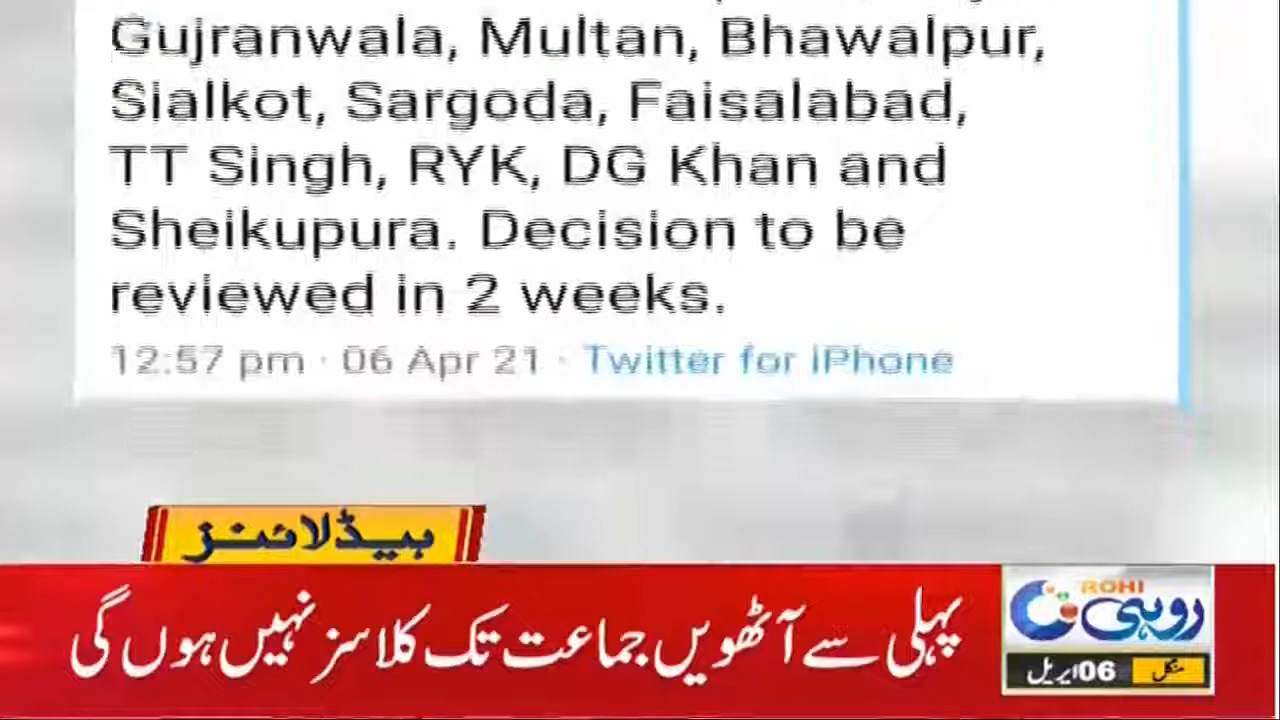 Gujranwala, Multan, Bhawalpur,
Sialkot, Sargoda, Faisalabad,
TT Singh, RYK, DG Khan and
Sheikupura. Decision to be
reviewed in 2 weeks.
12:57 pm · 06 Apr 21 · Twitter for iPhone
ہیڈلائنز
پہلی سے آٹھویں جماعت تک کلاسز نہیں ہوں گی
ROHI
روہی
منگل 06اپریل